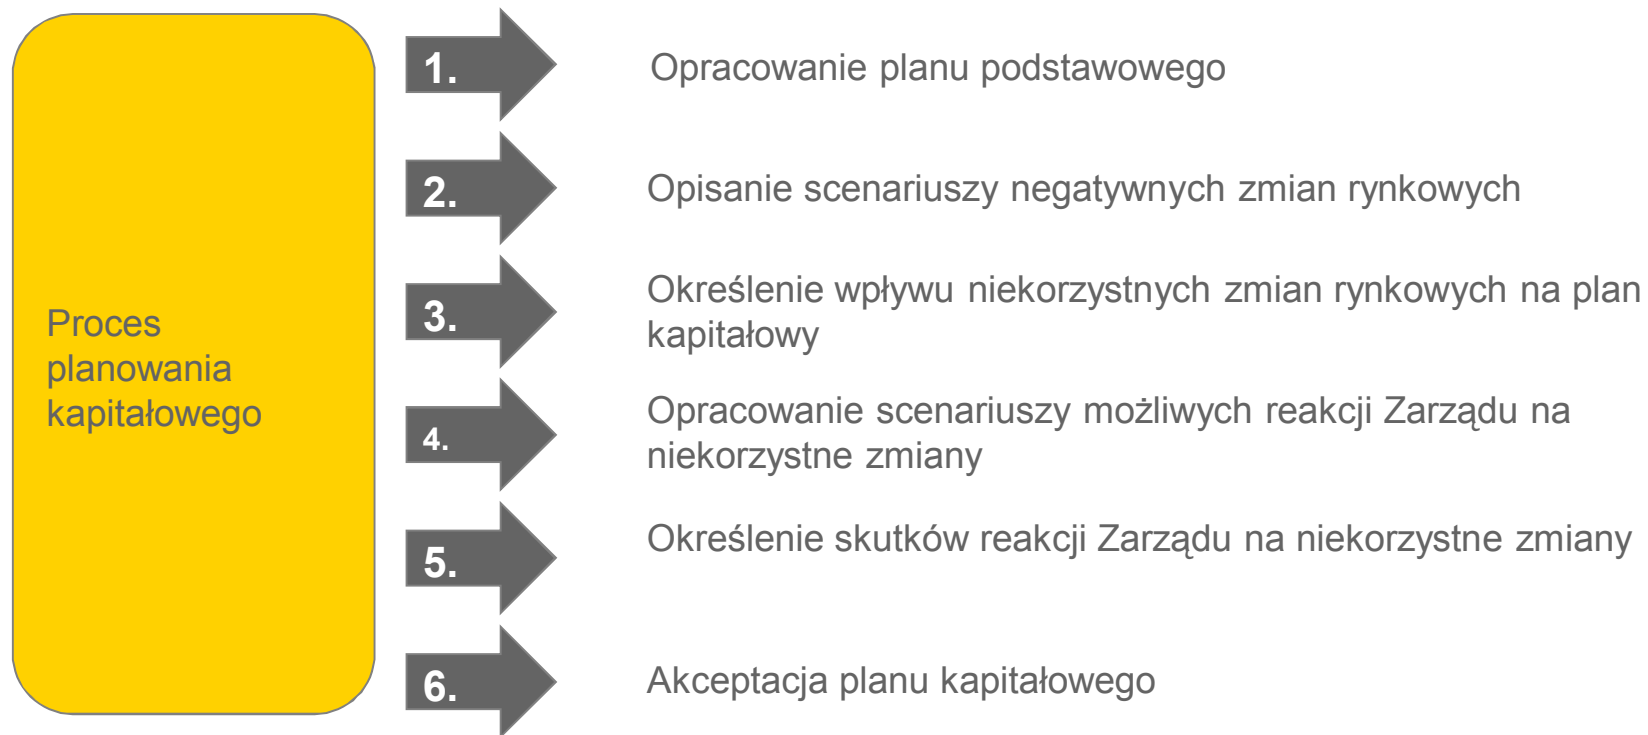 Proces
planowania
kapitałowego
1.
Opracowanie planu podstawowego
2.
Opisanie scenariuszy negatywnych zmian rynkowych
3.
Określenie wpływu niekorzystnych zmian rynkowych na plan
kapitałowy
4.
Opracowanie scenariuszy możliwych reakcji Zarządu na
niekorzystne zmiany
5.
Określenie skutków reakcji Zarządu na niekorzystne zmiany
6.
Akceptacja planu kapitałowego